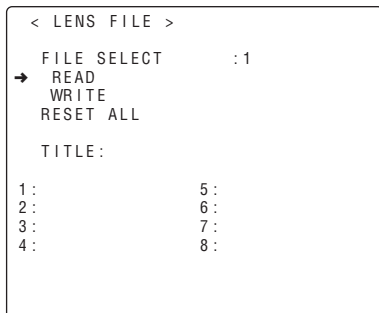 < LENS FILE >
FILE SELECT :1
➔ READ
WRITE
RESET ALL
TITLE:
1: 5:
2: 6:
3: 7:
4: 8: